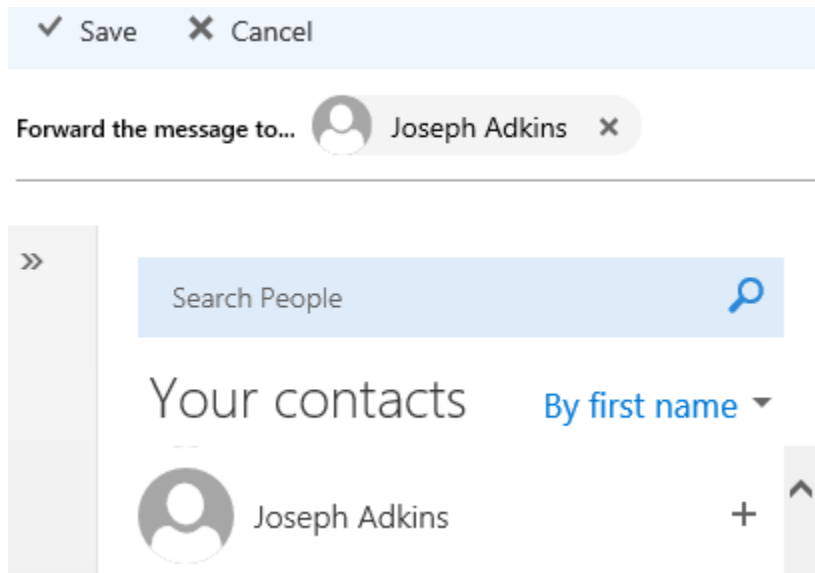 Save Cancel
Forward the message to... Joseph Adkins
Search People
Your contacts By first name
Joseph Adkins